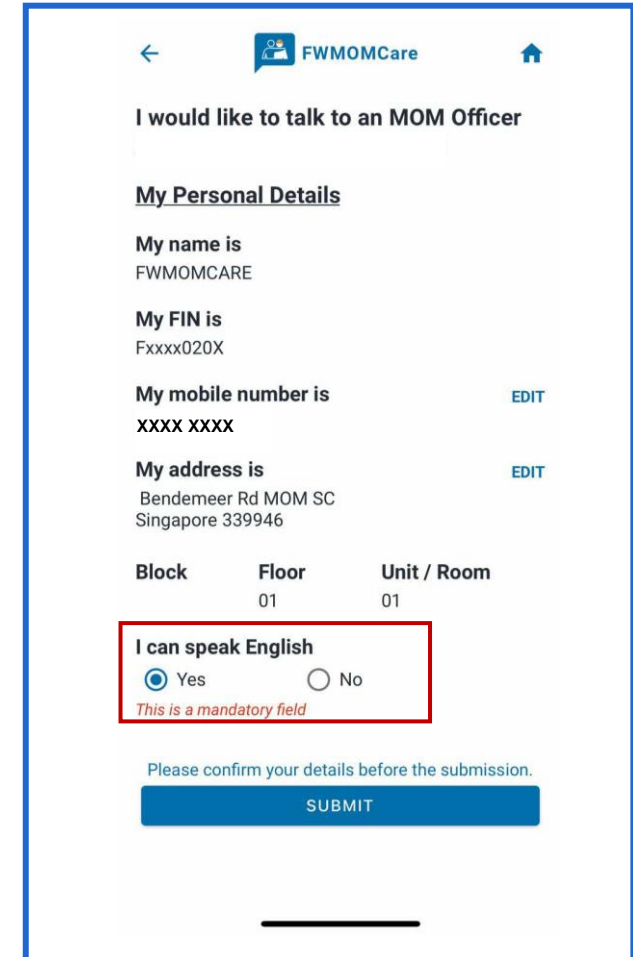 FWMOMCare
I would like to talk to an MOM Officer
My Personal Details
My name is
FWMOMCARE
My FIN is
Fxxxx020X
My mobile number is EDIT
XXXX XXXX
My address is EDIT
Bendemeer Rd MOM SC
Singapore 339946
Block Floor Unit / Room
01 01
I can speak English
Yes No
This is a mandatory field
Please confirm your details before the submission.
SUBMIT